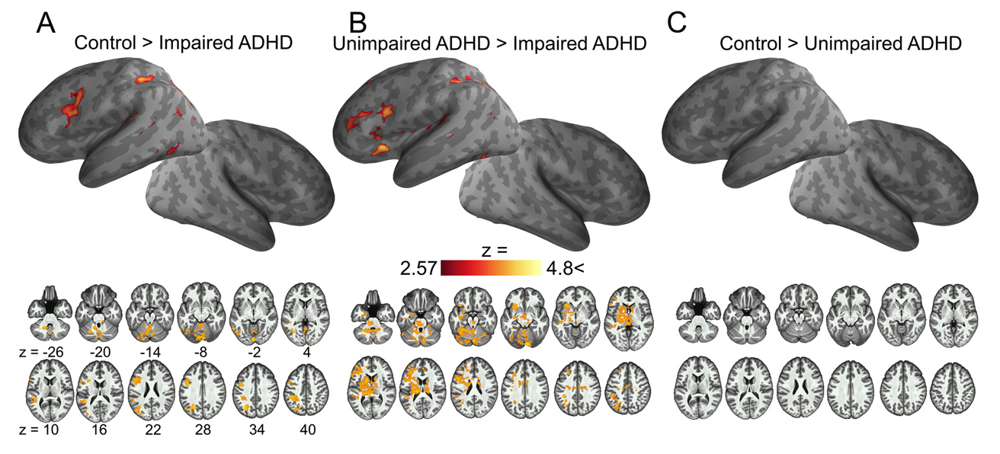 A
B
C
Control > Impaired ADHD
Unimpaired ADHD > Impaired ADHD
Control > Unimpaired ADHD
z =
2.57
4.8<
z = -26 -20 -14 -8 -2 4
z = 10 16 22 28 34 40